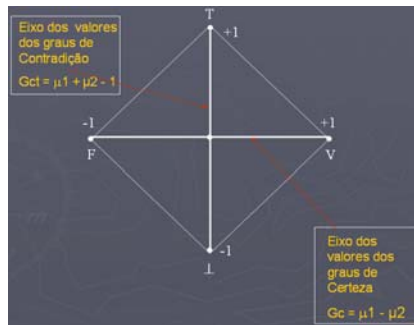 Eixo dos valores
dos graus de
Contradição
Gct = μ1 + μ2 - 1
T
+1
-1
F
+1
V
-1
⊥
Eixo dos
valores dos
graus de
Certeza
Gc = μ1 - μ2